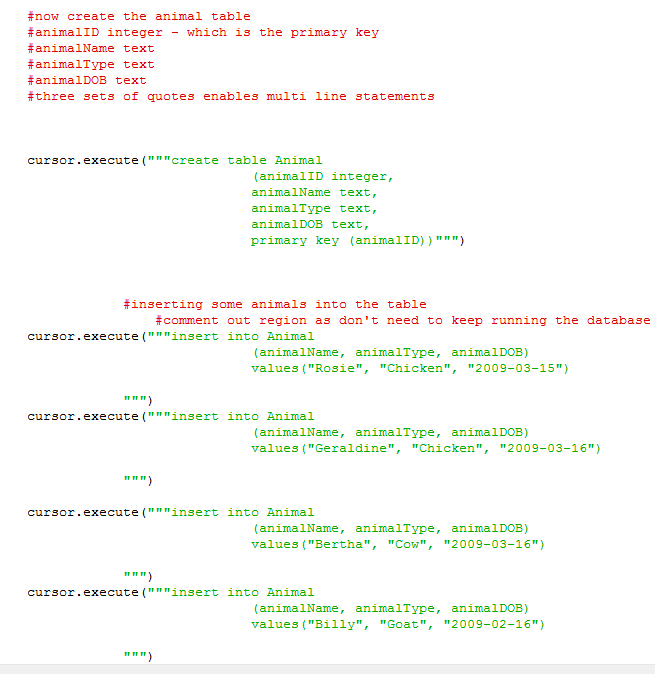 #now create the animal table
#animalID integer - which is the primary key
#animalName text
#animalType text
#animalDOB text
#three sets of quotes enables multi line statements
cursor.execute("""create table Animal
(animalID integer,
animalName text,
animalType text,
animalDOB text,
primary key (animalID))""")
#inserting some animals into the table
#comment out region as don't need to keep running the database
cursor.execute("""insert into Animal
(animalName, animalType, animalDOB)
values("Rosie", "Chicken", "2009-03-15")
""")
cursor.execute("""insert into Animal
(animalName, animalType, animalDOB)
values("Geraldine", "Chicken", "2009-03-16")
""")
cursor.execute("""insert into Animal
(animalName, animalType, animalDOB)
values("Bertha", "Cow", "2009-03-16")
""")
cursor.execute("""insert into Animal
(animalName, animalType, animalDOB)
values("Billy", "Goat", "2009-02-16")
""")